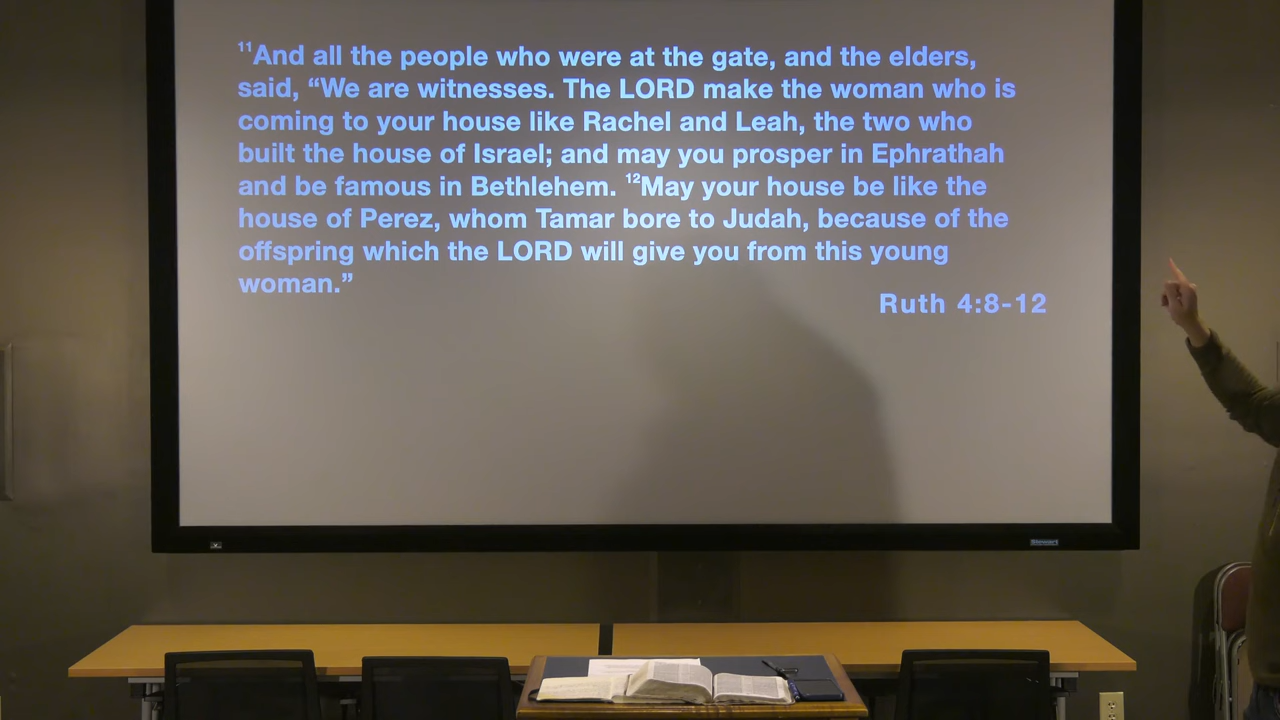 ¹¹And all the people who were at the gate, and the elders,
said, “We are witnesses. The LORD make the woman who is
coming to your house like Rachel and Leah, the two who
built the house of Israel; and may you prosper in Ephrathah
and be famous in Bethlehem. ¹²May your house be like the
house of Perez, whom Tamar bore to Judah, because of the
offspring which the LORD will give you from this young
woman.”
Ruth 4:8-12
Stewart